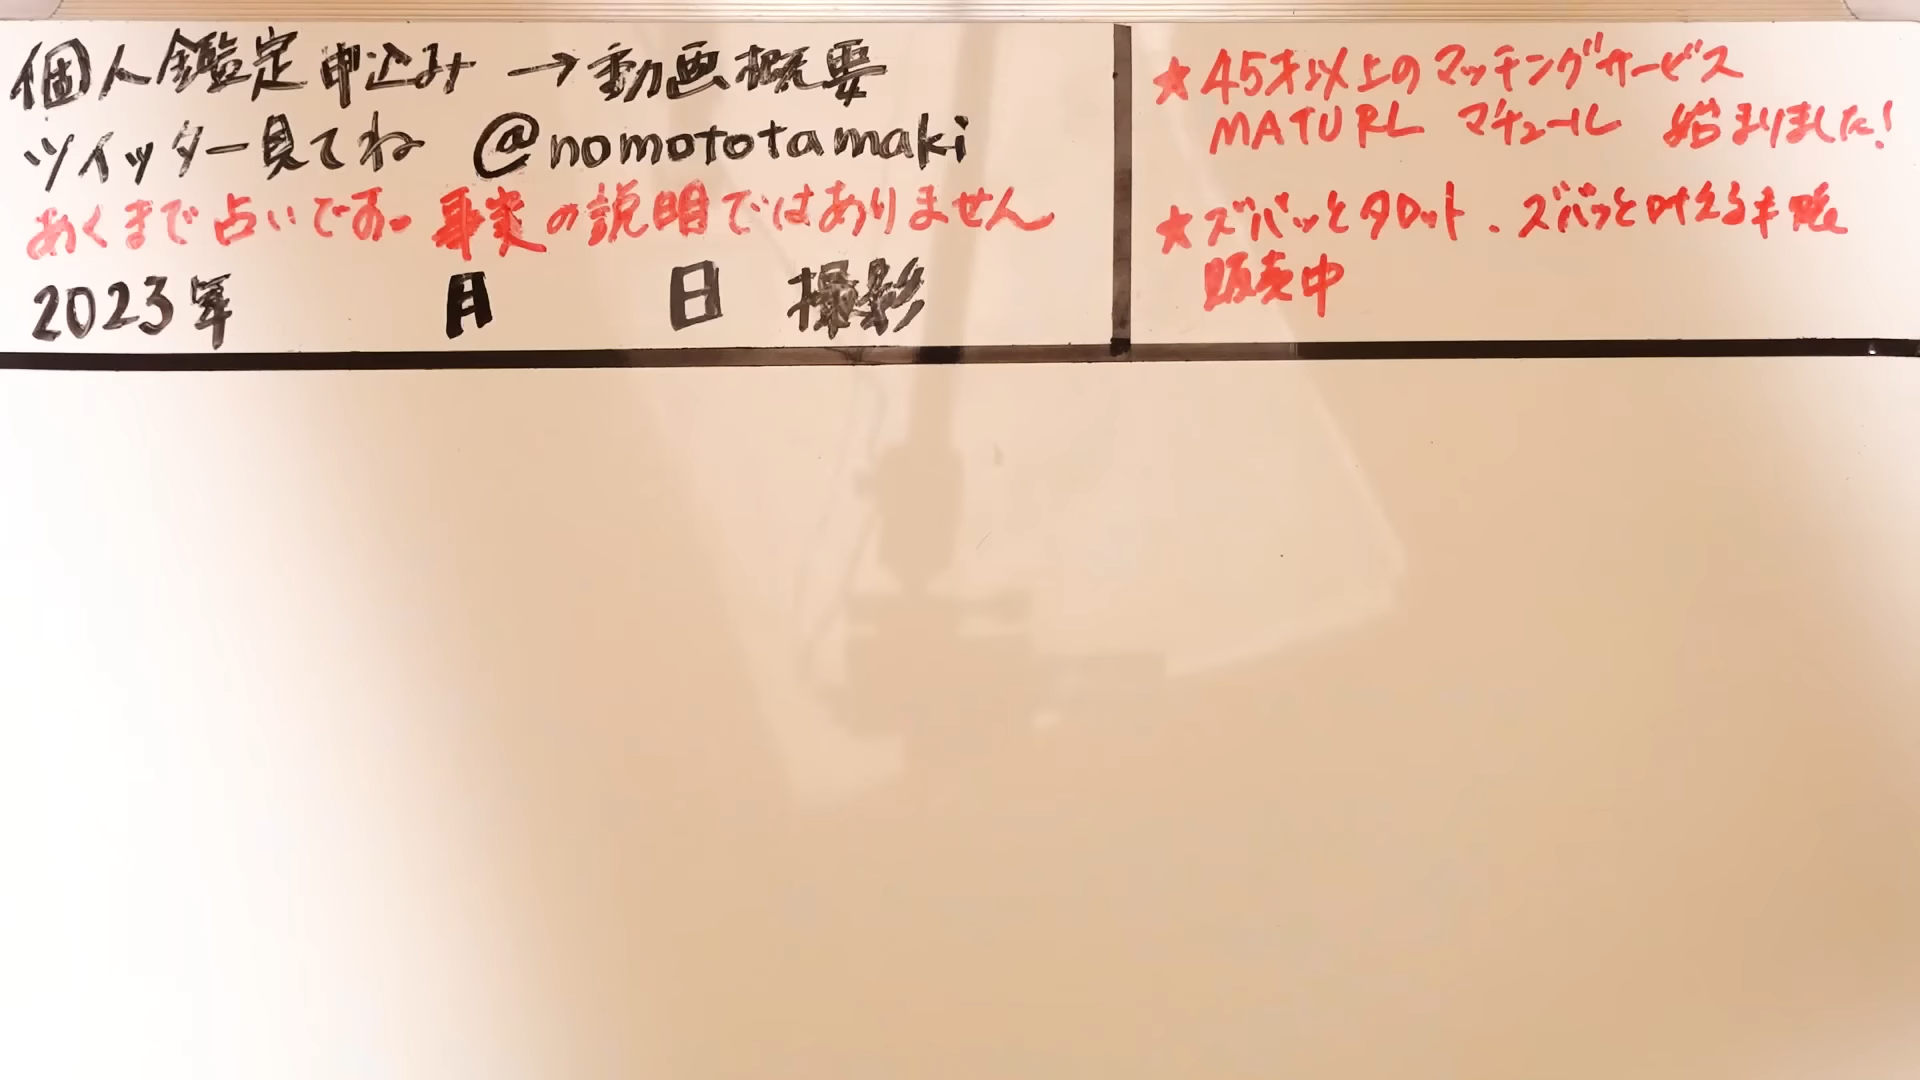 個人鑑定申込み→動画概要
ツイッター見てね @nomototamaki
あくまで占いです。事実の説明ではありません
2023年 月 日 撮影
★45才以上のマッチングサービス
MATURL マチュール 始まりました!
★ズバッとタロット.ズバッと叶える手帳
販売中